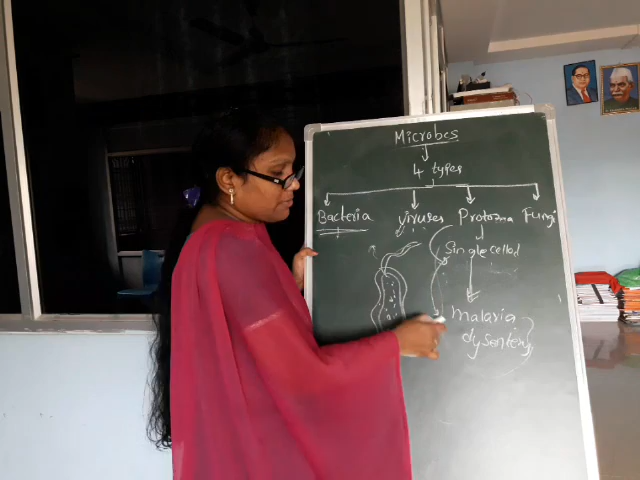 Microbes
4 types
Bacteria viruses Protozoa Fungi
Single celled
malaria
dysentery